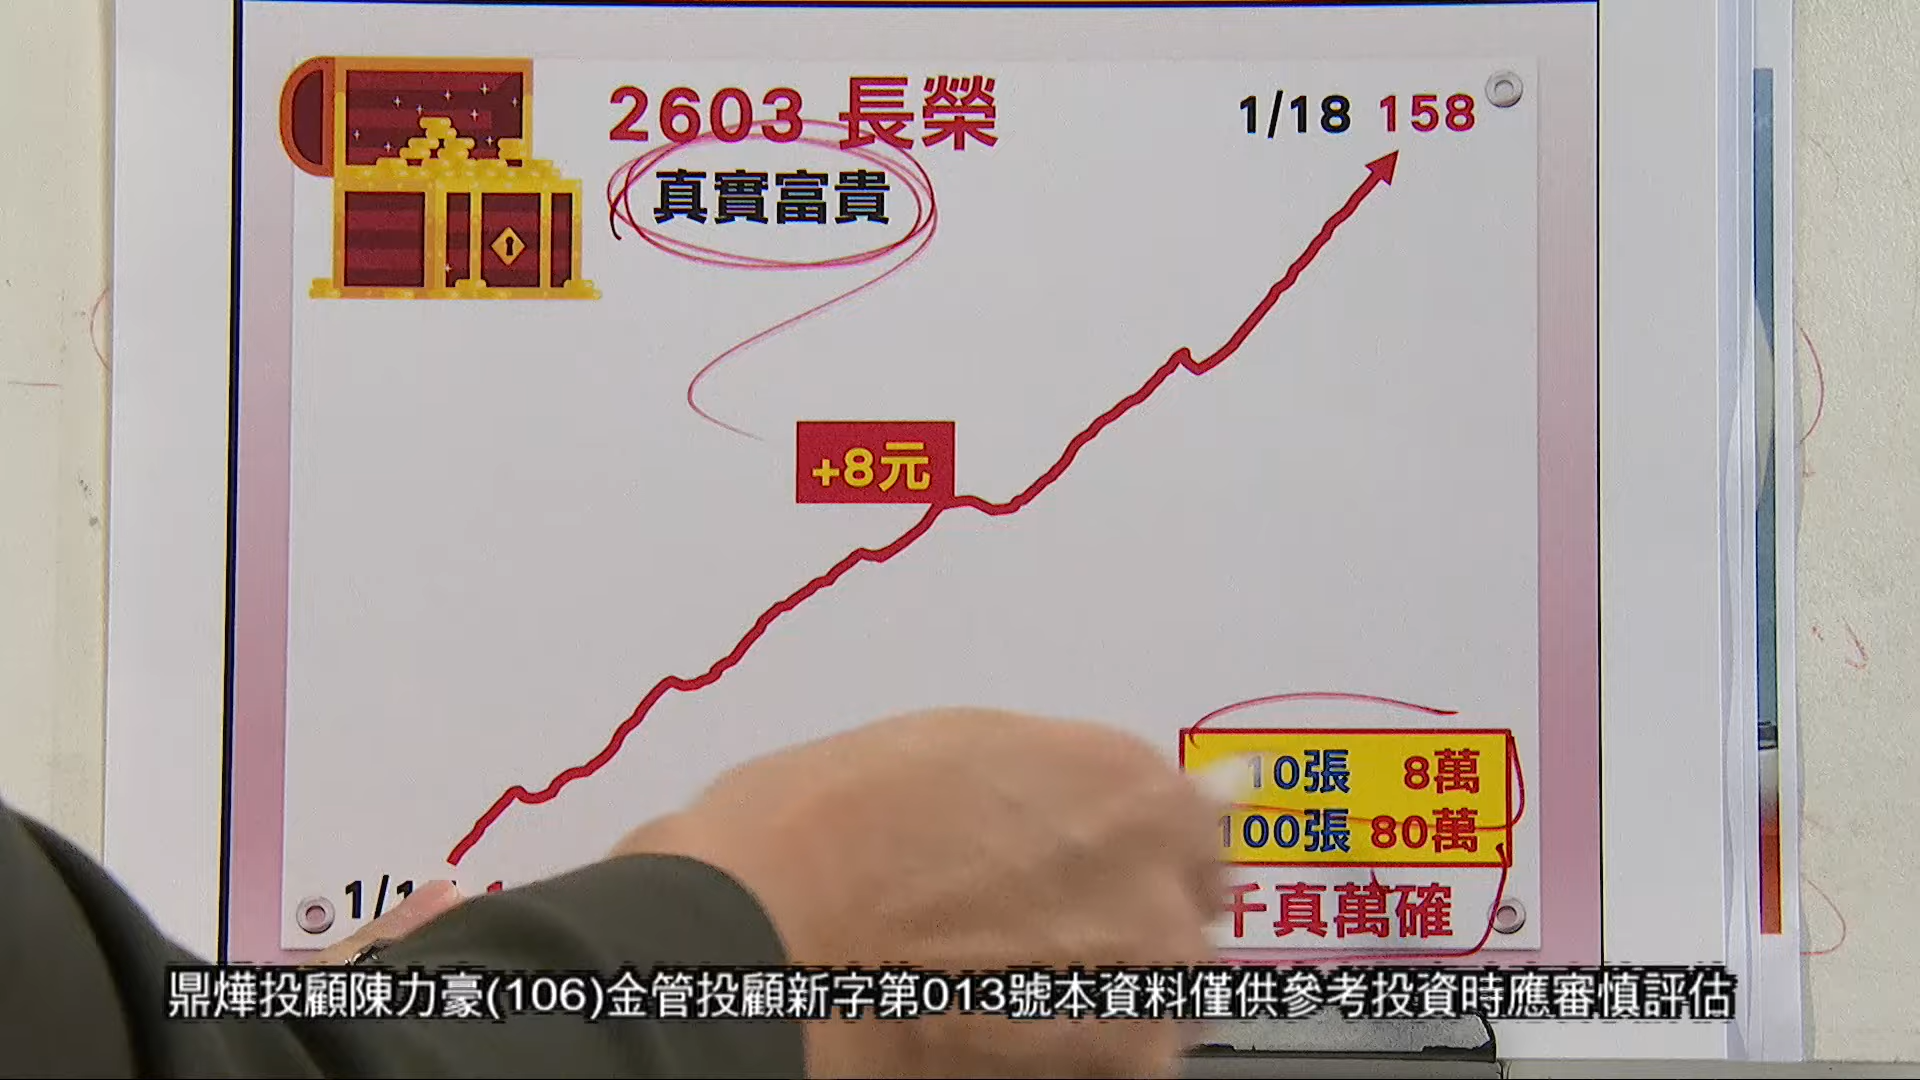 2603 長榮
1/18 158
真實富貴
+8元
10張 8萬
100張 80萬
千真萬確
1/1
鼎燁投顧陳力豪(106)金管投顧新字第013號本資料僅供參考投資時應審慎評估